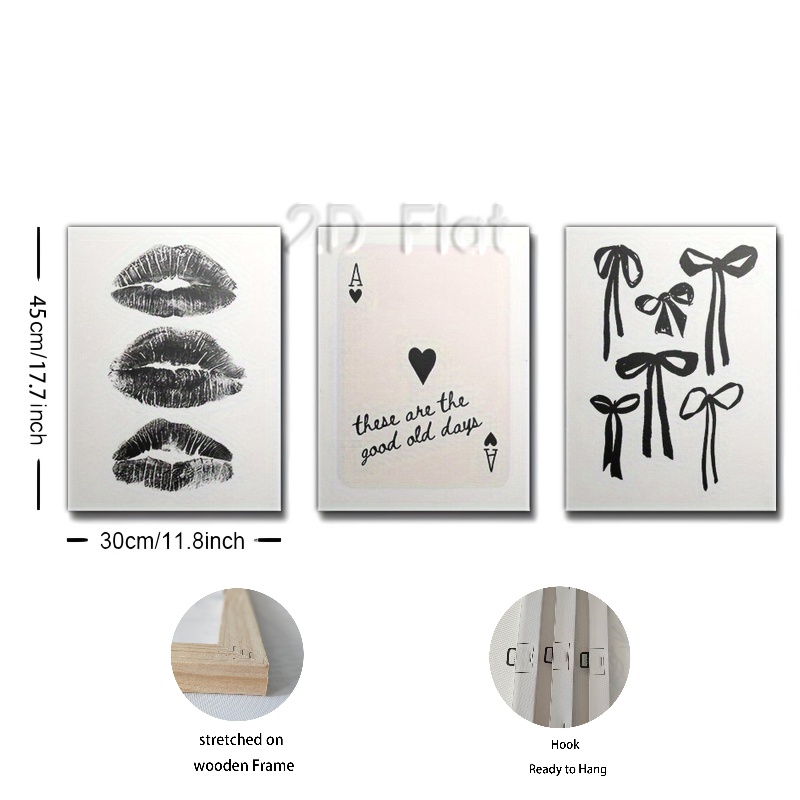 2D Flat
A
these are the
good old days
A
45cm/17.7inch
30cm/11.8inch
stretched on
wooden Frame
Hook
Ready to Hang